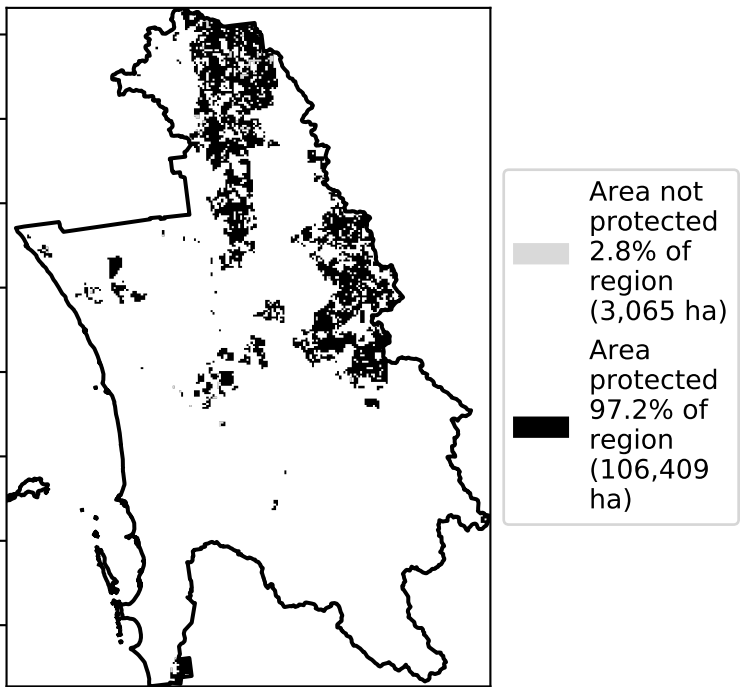 Area not
protected
2.8% of
region
(3,065 ha)
Area
protected
97.2% of
region
(106,409
ha)